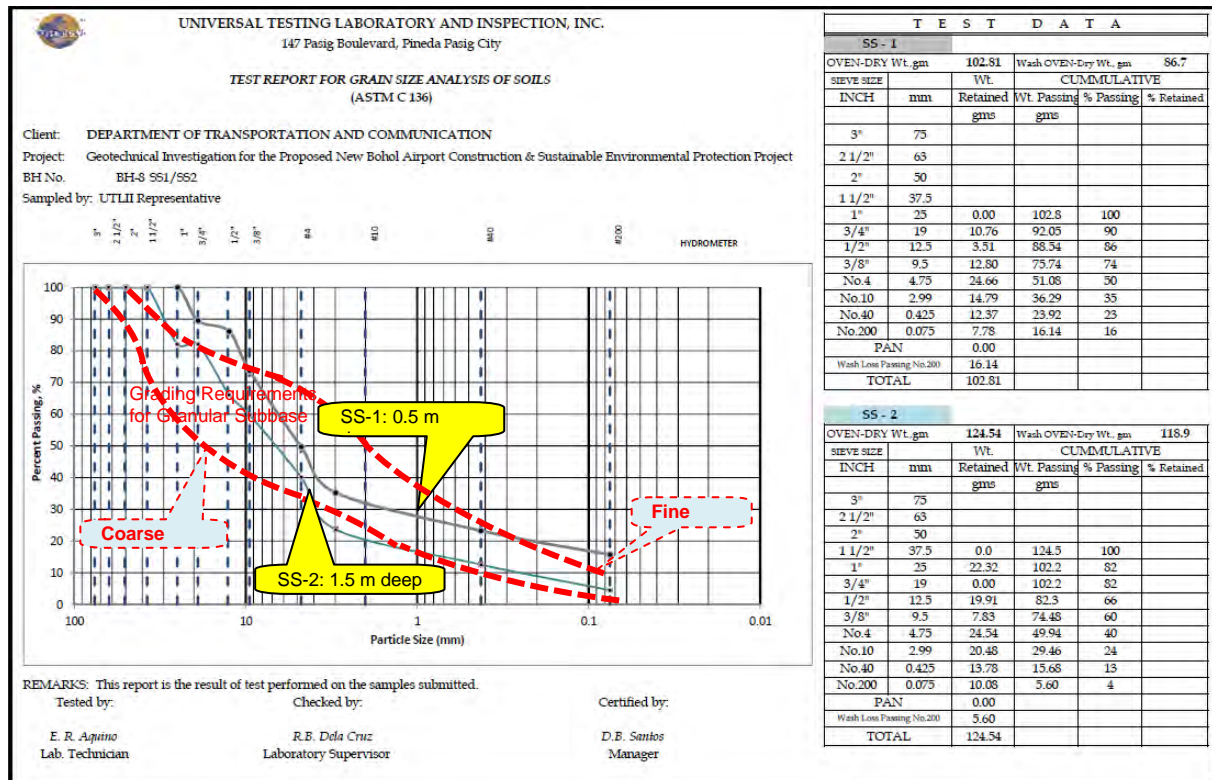 UNIVERSAL TESTING LABORATORY AND INSPECTION, INC.
147 Pasig Boulevard, Pineda Pasig City
TEST REPORT FOR GRAIN SIZE ANALYSIS OF SOILS
(ASTM C 136)
Client: DEPARTMENT OF TRANSPORTATION AND COMMUNICATION
Project: Geotechnical Investigation for the Proposed New Bohol Airport Construction & Sustainable Environmental Protection Project
BH No. BH-8 SS1/SS2
Sampled by: UTLII Representative
3" 2 1/2" 2" 1 1/2" 1" 3/4" 1/2" 3/8" #4 #10 #40 #200 HYDROMETER
Percent Passing, %
100
90
80
70
60
50
40
30
20
10
0
Grading Requirements
for Granular Subbase
SS-1: 0.5 m
Coarse
Fine
SS-2: 1.5 m deep
100 10 1 0.1 0.01
Particle Size (mm)
REMARKS: This report is the result of test performed on the samples submitted.
Tested by: Checked by: Certified by:
E. R. Aquino R.B. Dela Cruz D.B. Santos
Lab. Technician Laboratory Supervisor Manager
T E S T D A T A
SS - 1
OVEN-DRY Wt.,gm 102.81 Wash OVEN-Dry Wt., gm 86.7
SIEVE SIZE Wt. CUMMULATIVE
INCH mm Retained Wt. Passing % Passing % Retained
gms gms
3" 75
2 1/2" 63
2" 50
1 1/2" 37.5
1" 25 0.00 102.8 100
3/4" 19 10.76 92.05 90
1/2" 12.5 3.51 88.54 86
3/8" 9.5 12.80 75.74 74
No.4 4.75 24.66 51.08 50
No.10 2.99 14.79 36.29 35
No.40 0.425 12.37 23.92 23
No.200 0.075 7.78 16.14 16
PAN 0.00
Wash Loss Passing No.200 16.14
TOTAL 102.81
SS - 2
OVEN-DRY Wt.,gm 124.54 Wash OVEN-Dry Wt., gm 118.9
SIEVE SIZE Wt. CUMMULATIVE
INCH mm Retained Wt. Passing % Passing % Retained
gms gms
3" 75
2 1/2" 63
2" 50
1 1/2" 37.5 0.0 124.5 100
1" 25 22.32 102.2 82
3/4" 19 0.00 102.2 82
1/2" 12.5 19.91 82.3 66
3/8" 9.5 7.83 74.48 60
No.4 4.75 24.54 49.94 40
No.10 2.99 20.48 29.46 24
No.40 0.425 13.78 15.68 13
No.200 0.075 10.08 5.60 4
PAN 0.00
Wash Loss Passing No.200 5.60
TOTAL 124.54